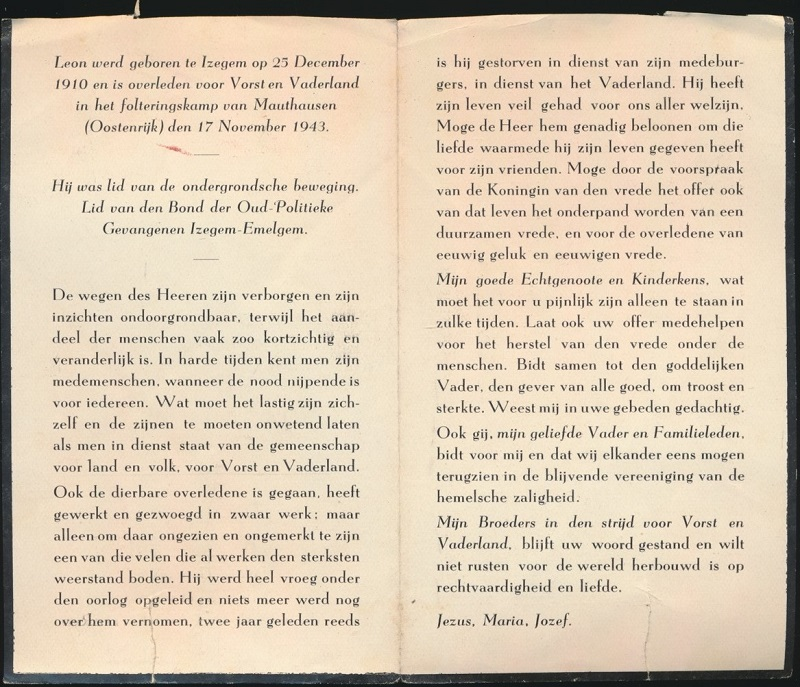 Leon werd geboren te Izegem op 25 December
1910 en is overleden voor Vorst en Vaderland
in het folteringskamp van Mauthausen
(Oostenrijk) den 17 November 1943.
Hij was lid van de ondergrondsche beweging.
Lid van den Bond der Oud-Politieke
Gevangenen Izegem-Emelgem.
De wegen des Heeren zijn verborgen en zijn
inzichten ondoorgrondbaar, terwijl het aan-
deel der menschen vaak zoo kortzichtig en
veranderlijk is. In harde tijden kent men zijn
medemenschen, wanneer de nood nijpende is
voor iedereen. Wat moet het lastig zijn zich-
zelf en de zijnen te moeten onwetend laten
als men in dienst staat van de gemeenschap
voor land en volk, voor Vorst en Vaderland.
Ook de dierbare overledene is gegaan, heeft
gewerkt en gezwoegd in zwaar werk; maar
alleen om daar ongezien en ongemerkt te zijn
een van die velen die al werken den sterksten
weerstand boden. Hij werd heel vroeg onder
den oorlog opgeleid en niets meer werd nog
over hem vernomen, twee jaar geleden reeds
is hij gestorven in dienst van zijn medebur-
gers, in dienst van het Vaderland. Hij heeft
zijn leven veil gehad voor ons aller welzijn.
Moge de Heer hem genadig beloonen om die
liefde waarmede hij zijn leven gegeven heeft
voor zijn vrienden. Moge door de voorspraak
van de Koningin van den vrede het offer ook
van dat leven het onderpand worden van een
duurzamen vrede, en voor de overledene van
eeuwig geluk en eeuwigen vrede.
Mijn goede Echtgenoote en Kinderkens, wat
moet het voor u pijnlijk zijn alleen te staan in
zulke tijden. Laat ook uw offer medehelpen
voor het herstel van den vrede onder de
menschen. Bidt samen tot den goddelijken
Vader, den gever van alle goed, om troost en
sterkte. Weest mij in uwe gebeden gedachtig.
Ook gij, mijn geliefde Vader en Familieleden,
bidt voor mij en dat wij elkander eens mogen
terugzien in de blijvende vereeniging van de
hemelsche zaligheid.
Mijn Broeders in den strijd voor Vorst en
Vaderland, blijft uw woord gestand en wilt
niet rusten voor de wereld herbouwd is op
rechtvaardigheid en liefde.
Jezus, Maria, Jozef.